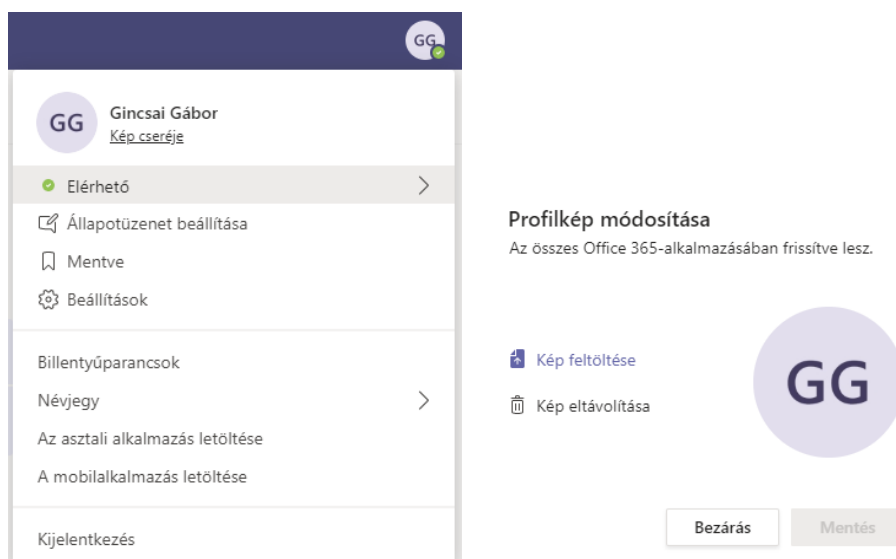 GG
GG
Gincsai Gábor
Kép cseréje
Elérhető
Állapotüzenet beállítása
Mentve
Beállítások
Billentyűparancsok
Névjegy
Az asztali alkalmazás letöltése
A mobilalkalmazás letöltése
Kijelentkezés
Profilkép módosítása
Az összes Office 365-alkalmazásában frissítve lesz.
Kép feltöltése
Kép eltávolítása
GG
Bezárás
Mentés